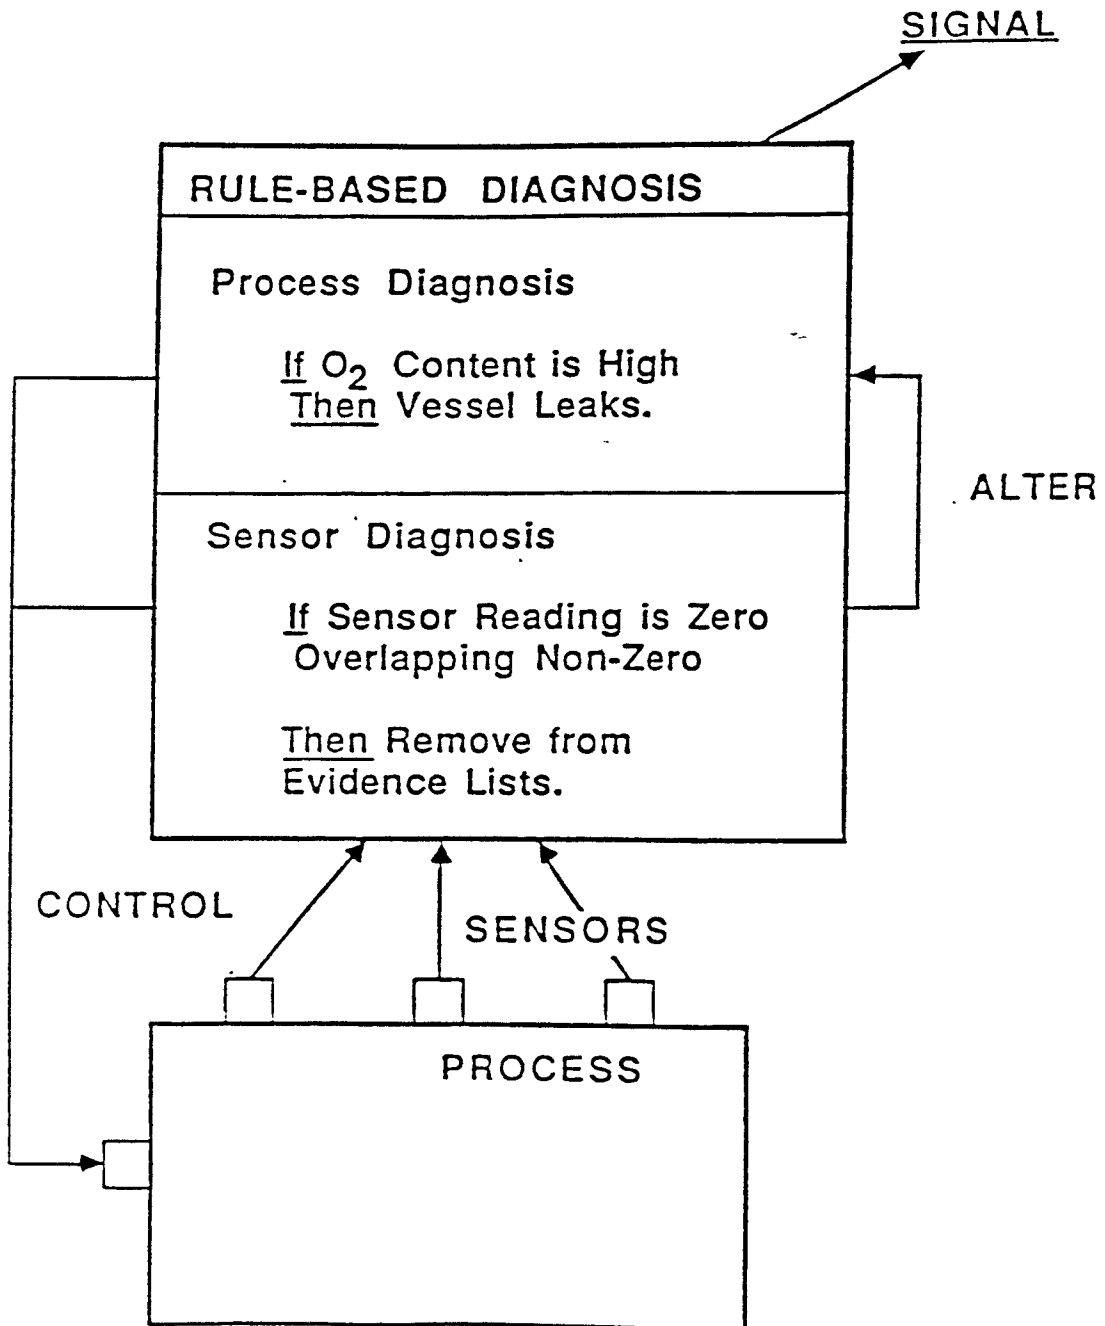 SIGNAL
RULE-BASED DIAGNOSIS
Process Diagnosis
If O₂ Content is High
Then Vessel Leaks.
ALTER
Sensor Diagnosis
If Sensor Reading is Zero
Overlapping Non-Zero
Then Remove from
Evidence Lists.
CONTROL
SENSORS
PROCESS